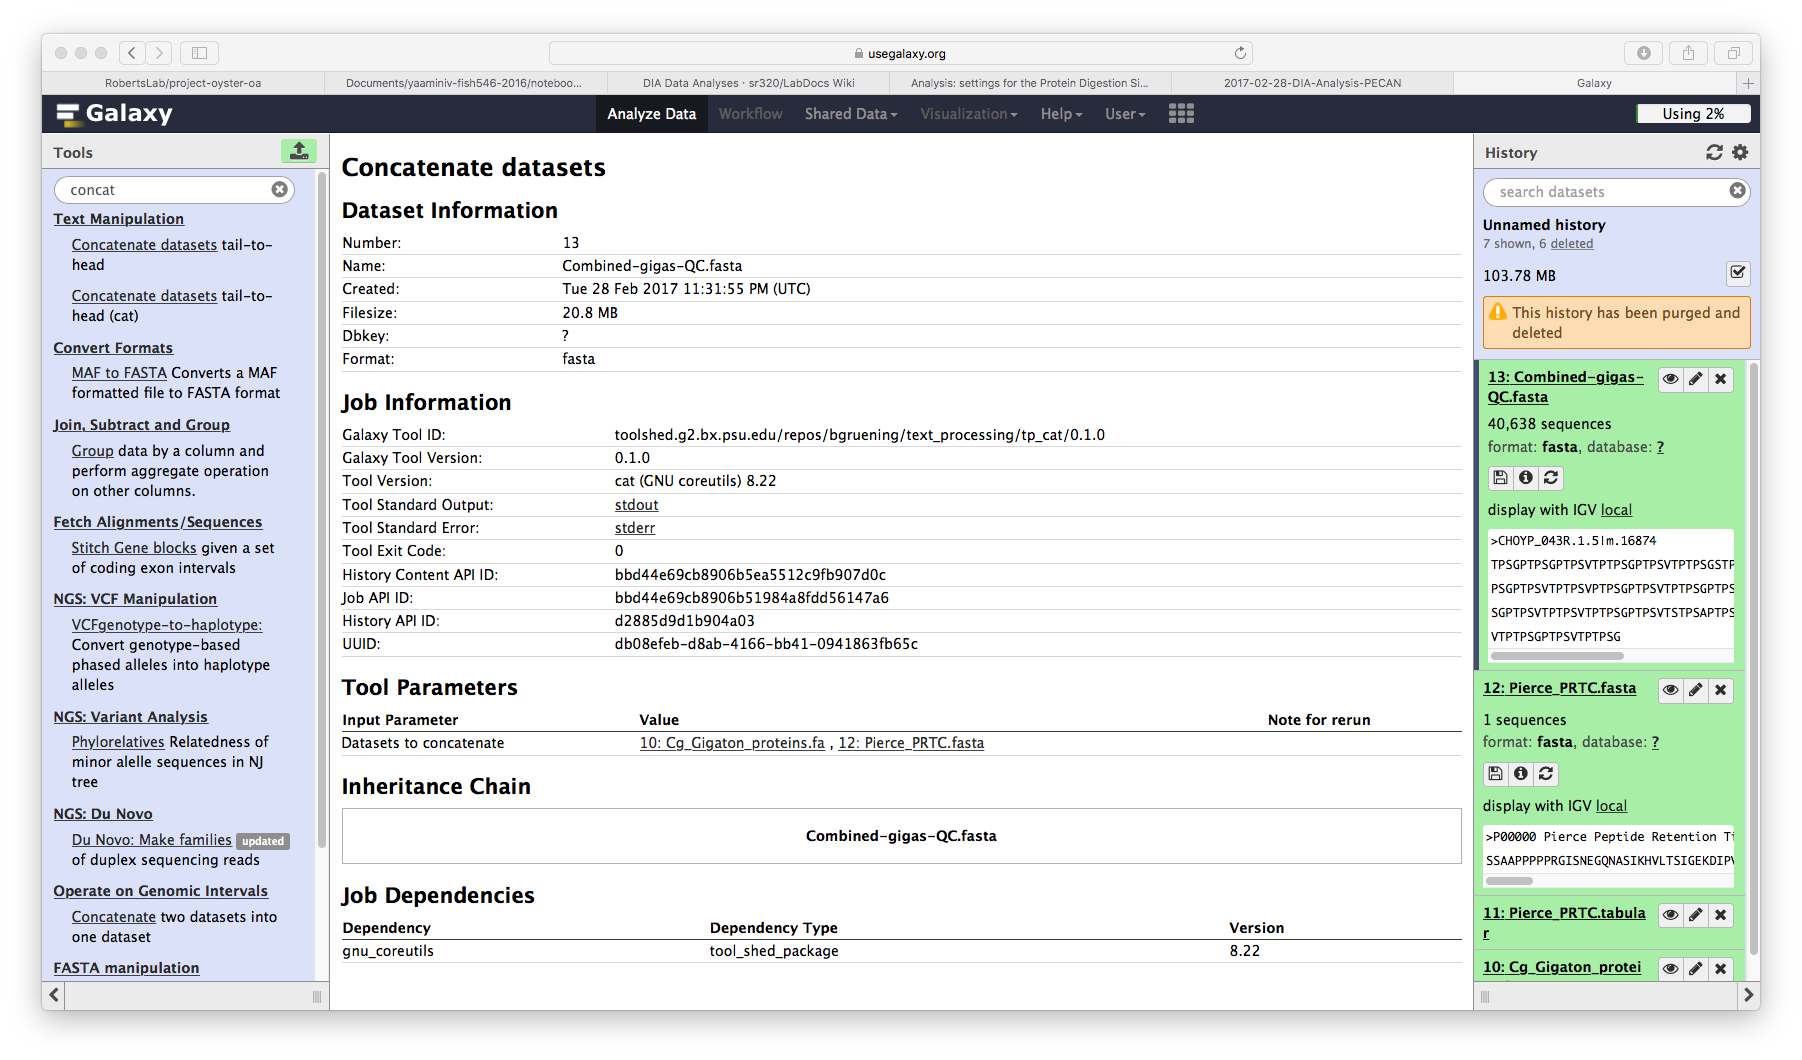 usegalaxy.org
RobertsLab/project-oyster-oa
Documents/yaaminiv-fish546-2016/noteboo...
DIA Data Analyses · sr320/LabDocs Wiki
Analysis: settings for the Protein Digestion Si...
2017-02-28-DIA-Analysis-PECAN
Galaxy
Galaxy
Analyze Data
Workflow
Shared Data
Visualization
Help
User
Using 2%
Tools
concat
Text Manipulation
Concatenate datasets tail-to-
head
Concatenate datasets tail-to-
head (cat)
Convert Formats
MAF to FASTA Converts a MAF
formatted file to FASTA format
Join, Subtract and Group
Group data by a column and
perform aggregate operation
on other columns.
Fetch Alignments/Sequences
Stitch Gene blocks given a set
of coding exon intervals
NGS: VCF Manipulation
VCFgenotype-to-haplotype:
Convert genotype-based
phased alleles into haplotype
alleles
NGS: Variant Analysis
Phylorelatives Relatedness of
minor alelle sequences in NJ
tree
NGS: Du Novo
Du Novo: Make families updated
of duplex sequencing reads
Operate on Genomic Intervals
Concatenate two datasets into
one dataset
FASTA manipulation
Concatenate datasets
Dataset Information
Number: 13
Name: Combined-gigas-QC.fasta
Created: Tue 28 Feb 2017 11:31:55 PM (UTC)
Filesize: 20.8 MB
Dbkey: ?
Format: fasta
Job Information
Galaxy Tool ID: toolshed.g2.bx.psu.edu/repos/bgruening/text_processing/tp_cat/0.1.0
Galaxy Tool Version: 0.1.0
Tool Version: cat (GNU coreutils) 8.22
Tool Standard Output: stdout
Tool Standard Error: stderr
Tool Exit Code: 0
History Content API ID: bbd44e69cb8906b5ea5512c9fb907d0c
Job API ID: bbd44e69cb8906b51984a8fdd56147a6
History API ID: d2885d9d1b904a03
UUID: db08efeb-d8ab-4166-bb41-0941863fb65c
Tool Parameters
Input Parameter Value Note for rerun
Datasets to concatenate 10: Cg_Gigaton_proteins.fa , 12: Pierce_PRTC.fasta
Inheritance Chain
Combined-gigas-QC.fasta
Job Dependencies
Dependency Dependency Type Version
gnu_coreutils tool_shed_package 8.22
History
search datasets
Unnamed history
7 shown, 6 deleted
103.78 MB
This history has been purged and
deleted
13: Combined-gigas-
QC.fasta
40,638 sequences
format: fasta, database: ?
display with IGV local
>CHOYP_043R.1.5|m.16874
TPSGPTPSGPTPSVTPTPSGPTPSVTPTPSGSTP
PSGPTPSVTPTPSVTPTPSGPTPSVTPTPSGPTPS
SGPTPSVTPTPSVTPTPSGPTPSVTSTPSAPTPS
VTPTPSGPTPSVTPTPSG
12: Pierce_PRTC.fasta
1 sequences
format: fasta, database: ?
display with IGV local
>P00000 Pierce Peptide Retention Ti
SSAAPPPPPRGISNEGQNASIKHVLTSIGEKDIPV
11: Pierce_PRTC.tabula
r
10: Cg_Gigaton_protei